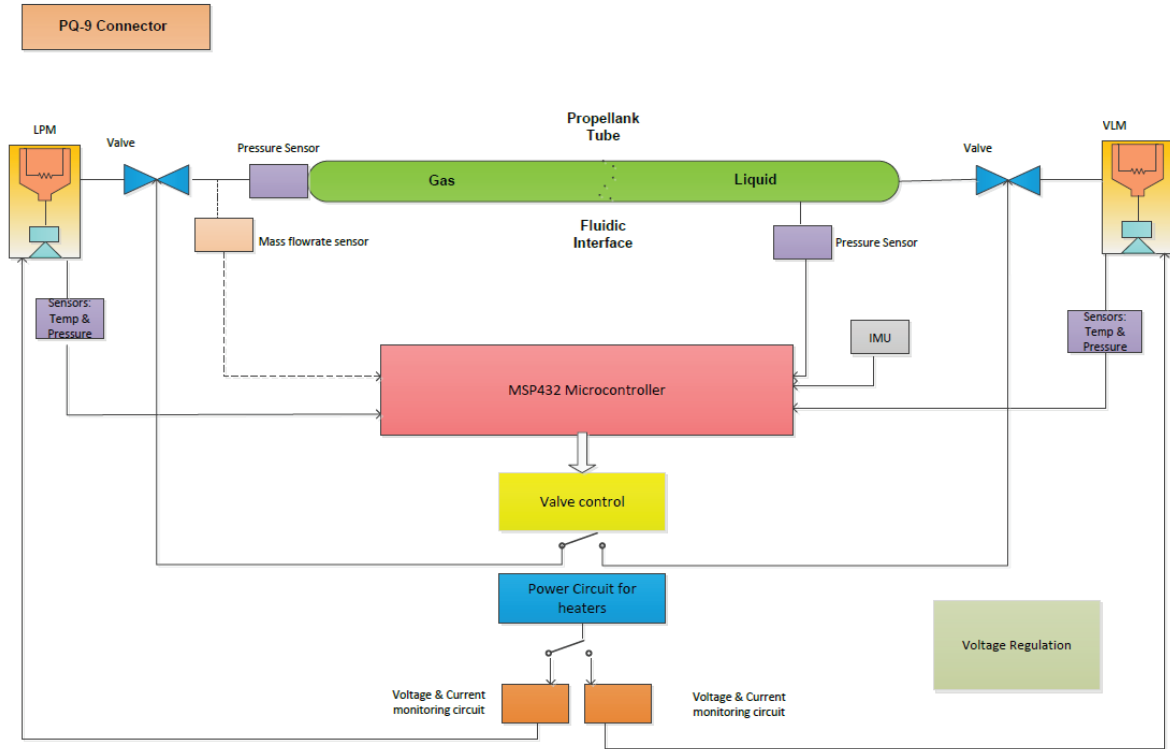 PQ-9 Connector
LPM
Valve
Pressure Sensor
Propellank
Tube
Valve
VLM
Gas
Liquid
Mass flowrate sensor
Fluidic
Interface
Pressure Sensor
Sensors:
Temp &
Pressure
IMU
Sensors:
Temp &
Pressure
MSP432 Microcontroller
Valve control
Power Circuit for
heaters
Voltage Regulation
Voltage & Current
monitoring circuit
Voltage & Current
monitoring circuit